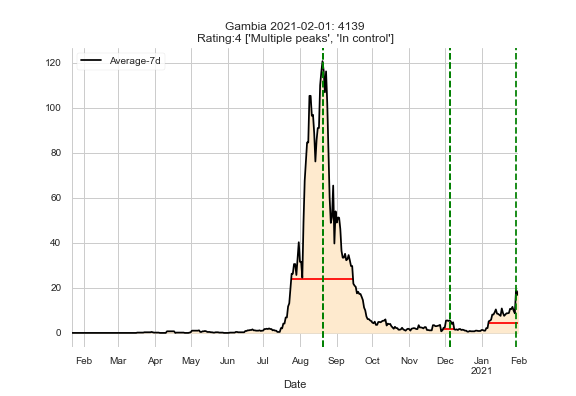 Gambia 2021-02-01: 4139
Rating:4 ['Multiple peaks', 'In control']
Average-7d
120
100
80
60
40
20
0
Feb Mar Apr May Jun Jul Aug Sep Oct Nov Dec Jan Feb
2021
Date